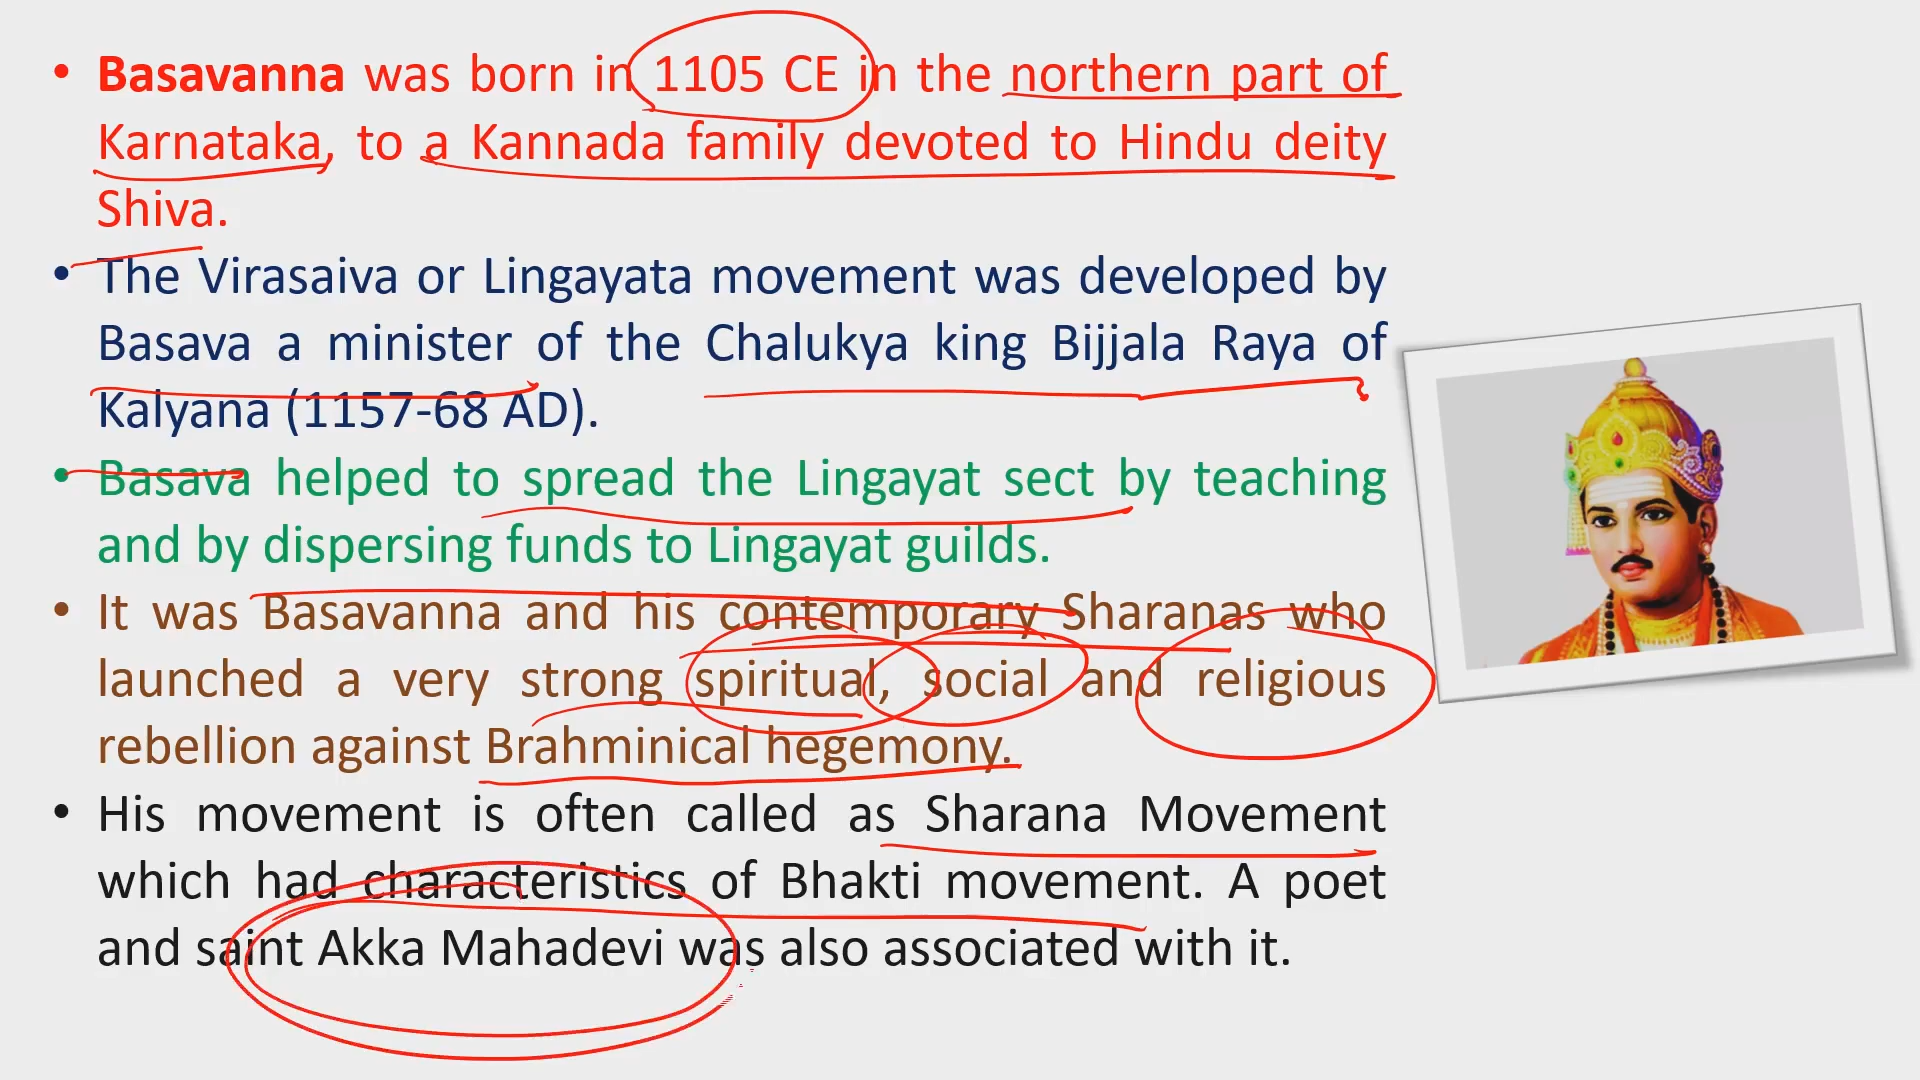 • Basavanna was born in 1105 CE in the northern part of
Karnataka, to a Kannada family devoted to Hindu deity
Shiva.
• The Virasaiva or Lingayata movement was developed by
Basava a minister of the Chalukya king Bijjala Raya of
Kalyana (1157-68 AD).
• Basava helped to spread the Lingayat sect by teaching
and by dispersing funds to Lingayat guilds.
• It was Basavanna and his contemporary Sharanas who
launched a very strong spiritual, social and religious
rebellion against Brahminical hegemony.
• His movement is often called as Sharana Movement
which had characteristics of Bhakti movement. A poet
and saint Akka Mahadevi was also associated with it.